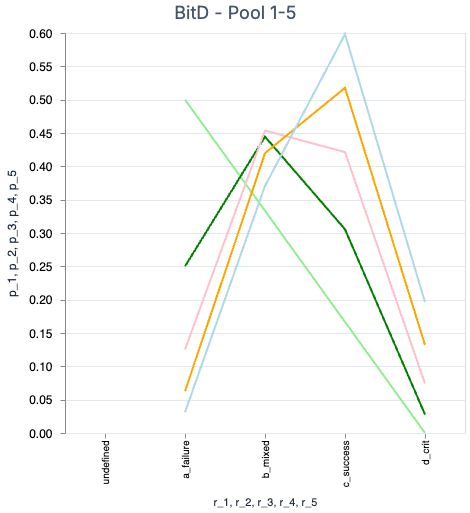 BitD - Pool 1-5
0.60
0.55
0.50
0.45
0.40
0.35
0.30
0.25
0.20
0.15
0.10
0.05
0.00
p_1, p_2, p_3, p_4, p_5
undefined
a_failure
b_mixed
c_success
d_crit
r_1, r_2, r_3, r_4, r_5